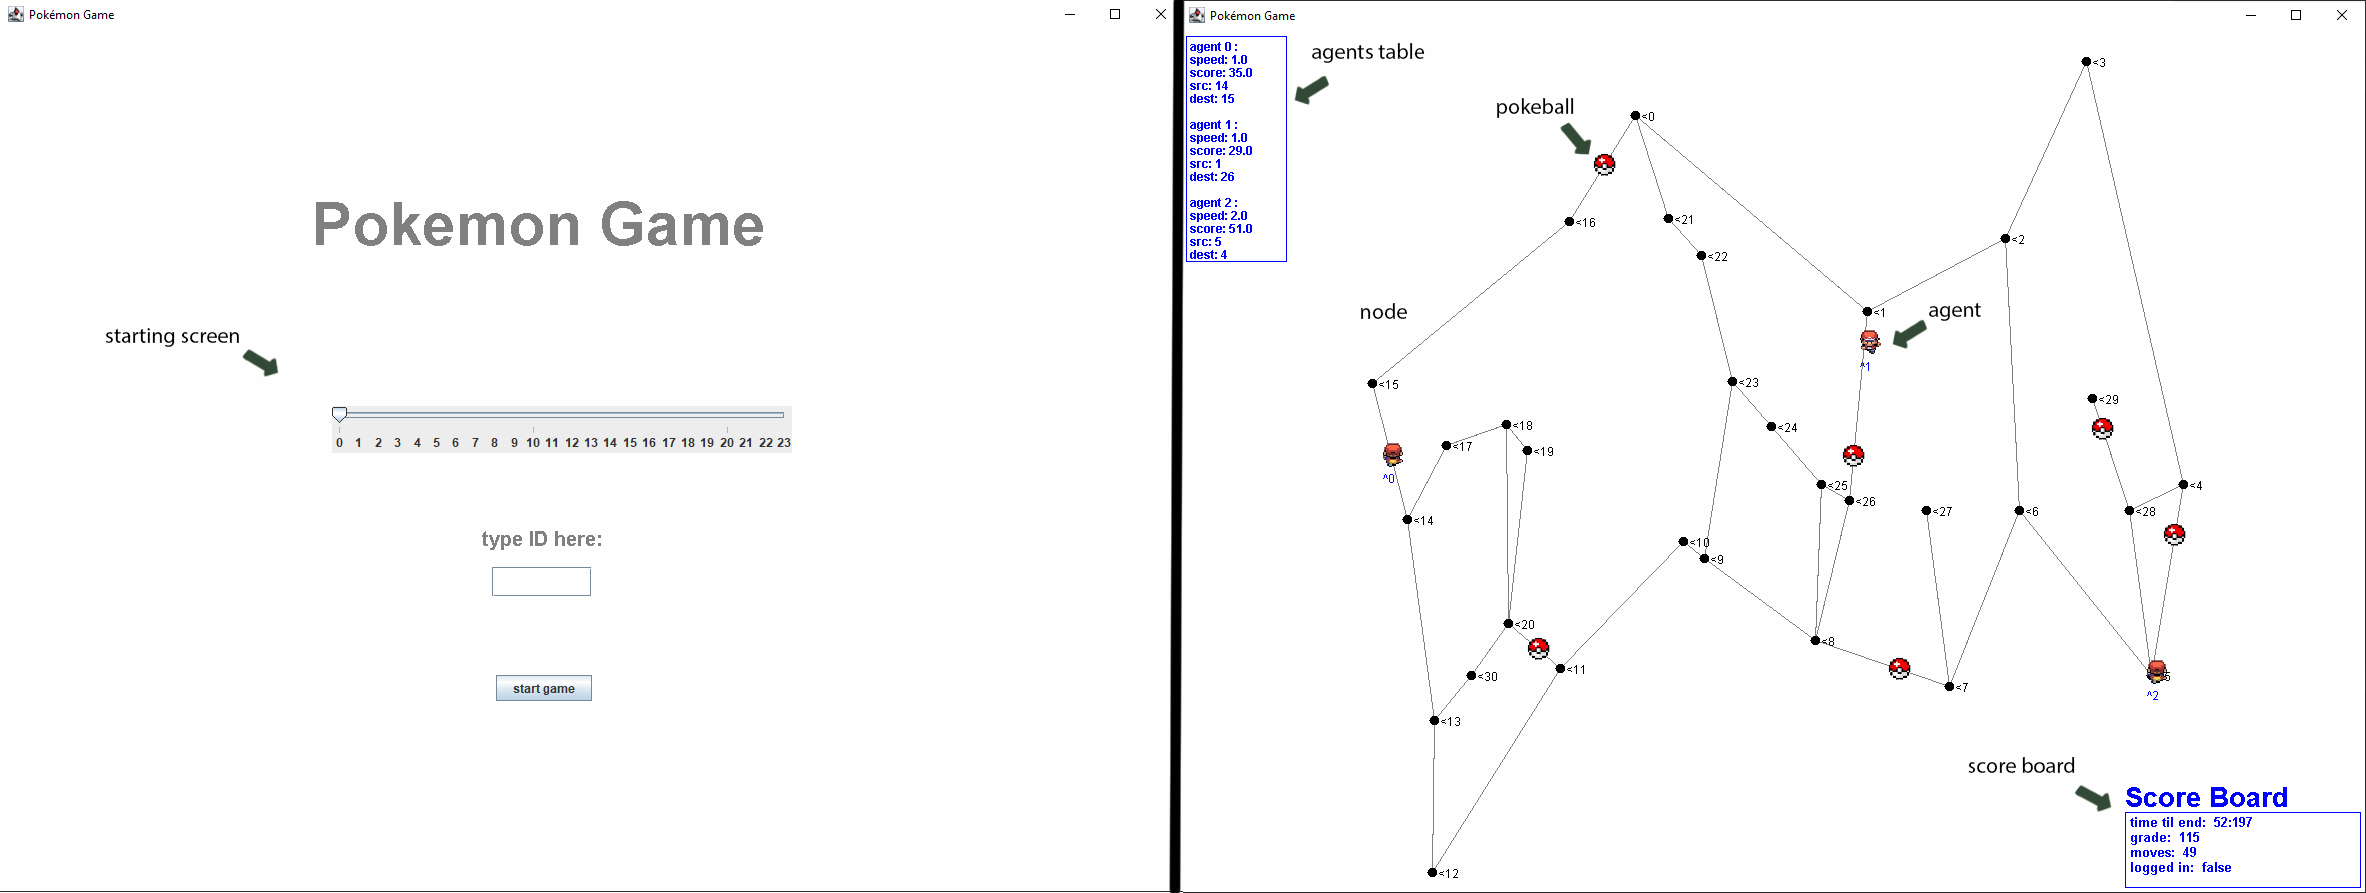 Pokémon Game
Pokemon Game
starting screen
0 1 2 3 4 5 6 7 8 9 10 11 12 13 14 15 16 17 18 19 20 21 22 23
type ID here:
start game
Pokémon Game
agent 0 :
speed: 1.0
score: 35.0
src: 14
dest: 15
agent 1 :
speed: 1.0
score: 29.0
src: 1
dest: 26
agent 2 :
speed: 2.0
score: 51.0
src: 5
dest: 4
agents table
pokeball
node
agent
<3
<0
<16
<21
<2
<22
<1
^1
<15
<23
<29
<18
<24
<17
<19
^0
<25
<4
<26
<14
<27
<6
<28
<10
<9
<20
<8
<11
<30
5
<7
^2
<13
<12
score board
Score Board
time til end: 52:197
grade: 115
moves: 49
logged in: false